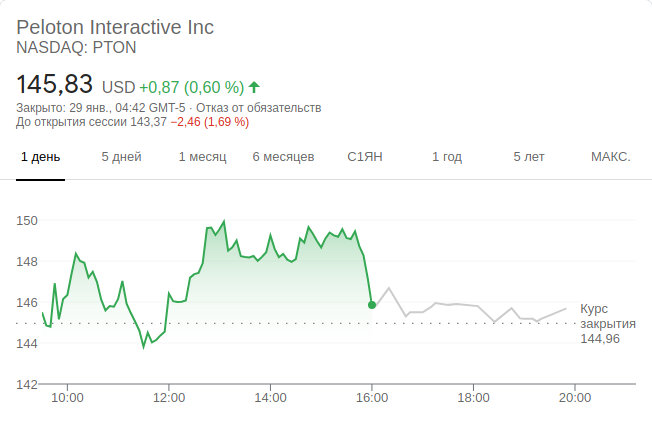 Peloton Interactive Inc
NASDAQ: PTON
145,83 USD +0,87 (0,60 %)
Закрыто: 29 янв., 04:42 GMT-5 · Отказ от обязательств
До открытия сессии 143,37 −2,46 (1,69 %)
1 день 5 дней 1 месяц 6 месяцев С1ЯН 1 год 5 лет МАКС.
150
148
146
Курс
закрытия
144,96
144
142
10:00 12:00 14:00 16:00 18:00 20:00